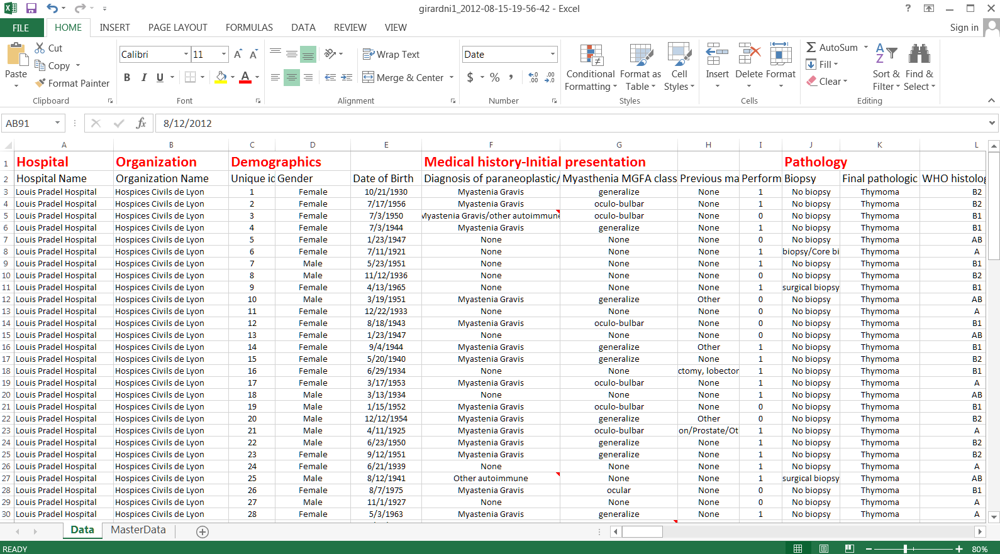 girardni1_2012-08-15-19-56-42 - Excel
FILE HOME INSERT PAGE LAYOUT FORMULAS DATA REVIEW VIEW Sign in
Cut
Copy
Format Painter
Paste
Clipboard
Calibri 11
B I U
Font
Wrap Text
Merge & Center
Alignment
Date
$ % ,
Number
Conditional Formatting
Format as Table
Cell Styles
Styles
Insert Delete Format
Cells
AutoSum
Fill
Clear
Sort & Filter
Find & Select
Editing
AB91 fx 8/12/2012
A B C D E F G H I J K L
1 Hospital Organization Demographics Medical history-Initial presentation Pathology
2 Hospital Name Organization Name Unique ic Gender Date of Birth Diagnosis of paraneoplastic/ Myasthenia MGFA class Previous ma Perform Biopsy Final pathologic WHO histolog
3 Louis Pradel Hospital Hospices Civils de Lyon 1 Female 10/21/1930 Myastenia Gravis generalize None 1 No biopsy Thymoma B2
4 Louis Pradel Hospital Hospices Civils de Lyon 2 Female 7/17/1956 Myastenia Gravis oculo-bulbar None 1 No biopsy Thymoma B2
5 Louis Pradel Hospital Hospices Civils de Lyon 3 Female 7/3/1950 Myastenia Gravis/other autoimmune oculo-bulbar None 0 No biopsy Thymoma B1
6 Louis Pradel Hospital Hospices Civils de Lyon 4 Female 7/3/1944 Myastenia Gravis generalize None 1 No biopsy Thymoma B1
7 Louis Pradel Hospital Hospices Civils de Lyon 5 Female 1/23/1947 None None None 0 No biopsy Thymoma AB
8 Louis Pradel Hospital Hospices Civils de Lyon 6 Female 7/11/1921 None None None 1 biopsy/Core bi Thymoma A
9 Louis Pradel Hospital Hospices Civils de Lyon 7 Male 5/23/1951 None None None 1 No biopsy Thymoma B1
10 Louis Pradel Hospital Hospices Civils de Lyon 8 Male 11/12/1936 None None None 0 No biopsy Thymoma B2
11 Louis Pradel Hospital Hospices Civils de Lyon 9 Female 4/13/1965 None None None 1 surgical biopsy Thymoma B1
12 Louis Pradel Hospital Hospices Civils de Lyon 10 Male 3/19/1951 Myastenia Gravis generalize Other 0 No biopsy Thymoma AB
13 Louis Pradel Hospital Hospices Civils de Lyon 11 Female 12/22/1933 None None None 0 No biopsy Thymoma A
14 Louis Pradel Hospital Hospices Civils de Lyon 12 Female 8/18/1943 Myastenia Gravis oculo-bulbar None 0 No biopsy Thymoma B1
15 Louis Pradel Hospital Hospices Civils de Lyon 13 Female 1/23/1947 None None None 0 No biopsy Thymoma AB
16 Louis Pradel Hospital Hospices Civils de Lyon 14 Female 9/4/1944 Myastenia Gravis generalize Other 1 No biopsy Thymoma B1
17 Louis Pradel Hospital Hospices Civils de Lyon 15 Female 5/20/1940 Myastenia Gravis generalize None 1 No biopsy Thymoma B2
18 Louis Pradel Hospital Hospices Civils de Lyon 16 Female 6/29/1934 None None ctomy, lobector 1 No biopsy Thymoma B1
19 Louis Pradel Hospital Hospices Civils de Lyon 17 Female 3/17/1953 Myastenia Gravis oculo-bulbar None 1 No biopsy Thymoma A
20 Louis Pradel Hospital Hospices Civils de Lyon 18 Male 3/13/1934 None None None 1 No biopsy Thymoma AB
21 Louis Pradel Hospital Hospices Civils de Lyon 19 Male 1/15/1952 Myastenia Gravis oculo-bulbar None 0 No biopsy Thymoma B1
22 Louis Pradel Hospital Hospices Civils de Lyon 20 Male 12/12/1954 Myastenia Gravis generalize Other 0 No biopsy Thymoma B2
23 Louis Pradel Hospital Hospices Civils de Lyon 21 Male 4/11/1925 Myastenia Gravis oculo-bulbar on/Prostate/Ot 1 No biopsy Thymoma A
24 Louis Pradel Hospital Hospices Civils de Lyon 22 Male 6/23/1950 Myastenia Gravis generalize None 1 No biopsy Thymoma B2
25 Louis Pradel Hospital Hospices Civils de Lyon 23 Female 9/12/1951 Myastenia Gravis generalize None 1 No biopsy Thymoma B2
26 Louis Pradel Hospital Hospices Civils de Lyon 24 Female 6/21/1939 None None None 1 No biopsy Thymoma A
27 Louis Pradel Hospital Hospices Civils de Lyon 25 Male 8/12/1941 Other autoimmune None None 1 surgical biopsy Thymoma AB
28 Louis Pradel Hospital Hospices Civils de Lyon 26 Female 8/7/1975 Myastenia Gravis ocular None 0 No biopsy Thymoma B1
29 Louis Pradel Hospital Hospices Civils de Lyon 27 Male 11/1/1927 None None None 0 No biopsy Thymoma A
30 Louis Pradel Hospital Hospices Civils de Lyon 28 Female 5/3/1963 Myastenia Gravis generalize None 1 No biopsy Thymoma A
Data MasterData
READY 80%